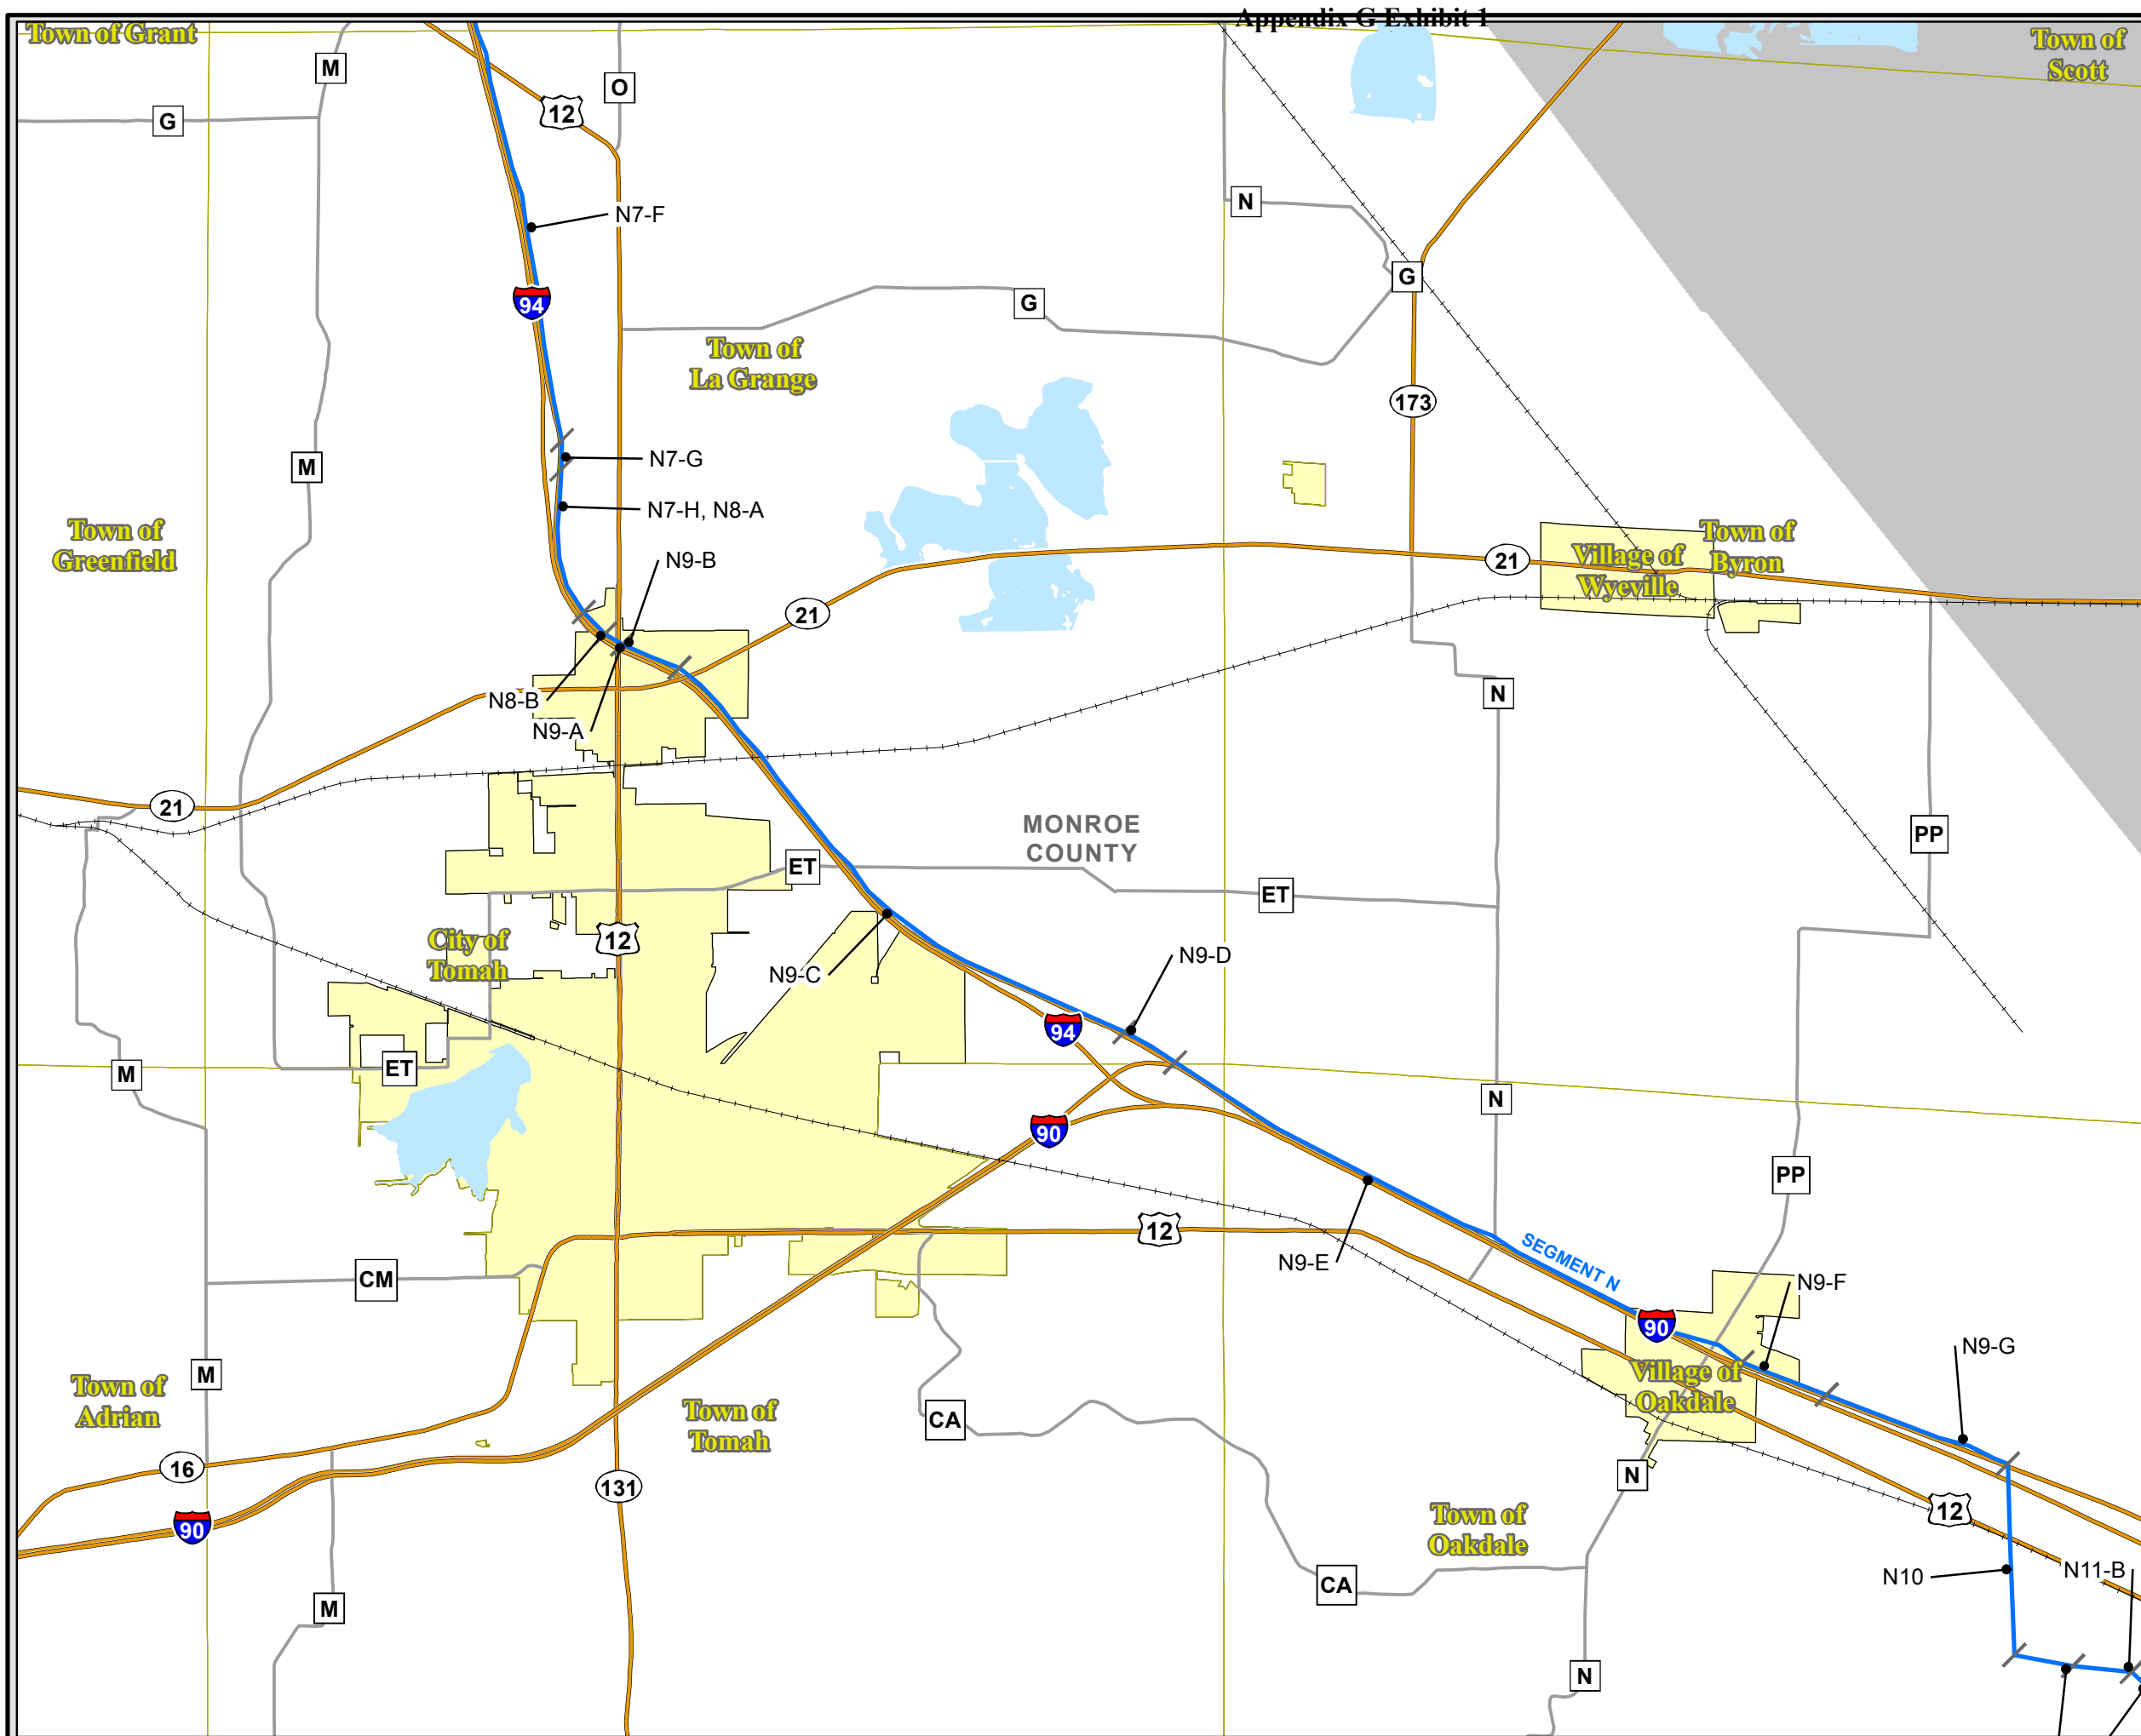 Appendix G Exhibit 1
Town of Grant
Town of
Scott
M
O
12
G
N
N7-F
G
94
G
Town of
La Grange
173
N7-G
M
N7-H, N8-A
Town of
Greenfield
N9-B
21
Village of
Wyeville
Town of
Byron
21
N8-B
N9-A
N
21
MONROE
COUNTY
PP
ET
ET
City of
Tomah
12
N9-C
N9-D
94
ET
M
N
90
PP
12
N9-E
SEGMENT N
CM
N9-F
90
N9-G
M
Village of
Oakdale
Town of
Adrian
Town of
Tomah
CA
16
N
131
12
90
Town of
Oakdale
N10
N11-B
CA
M
N